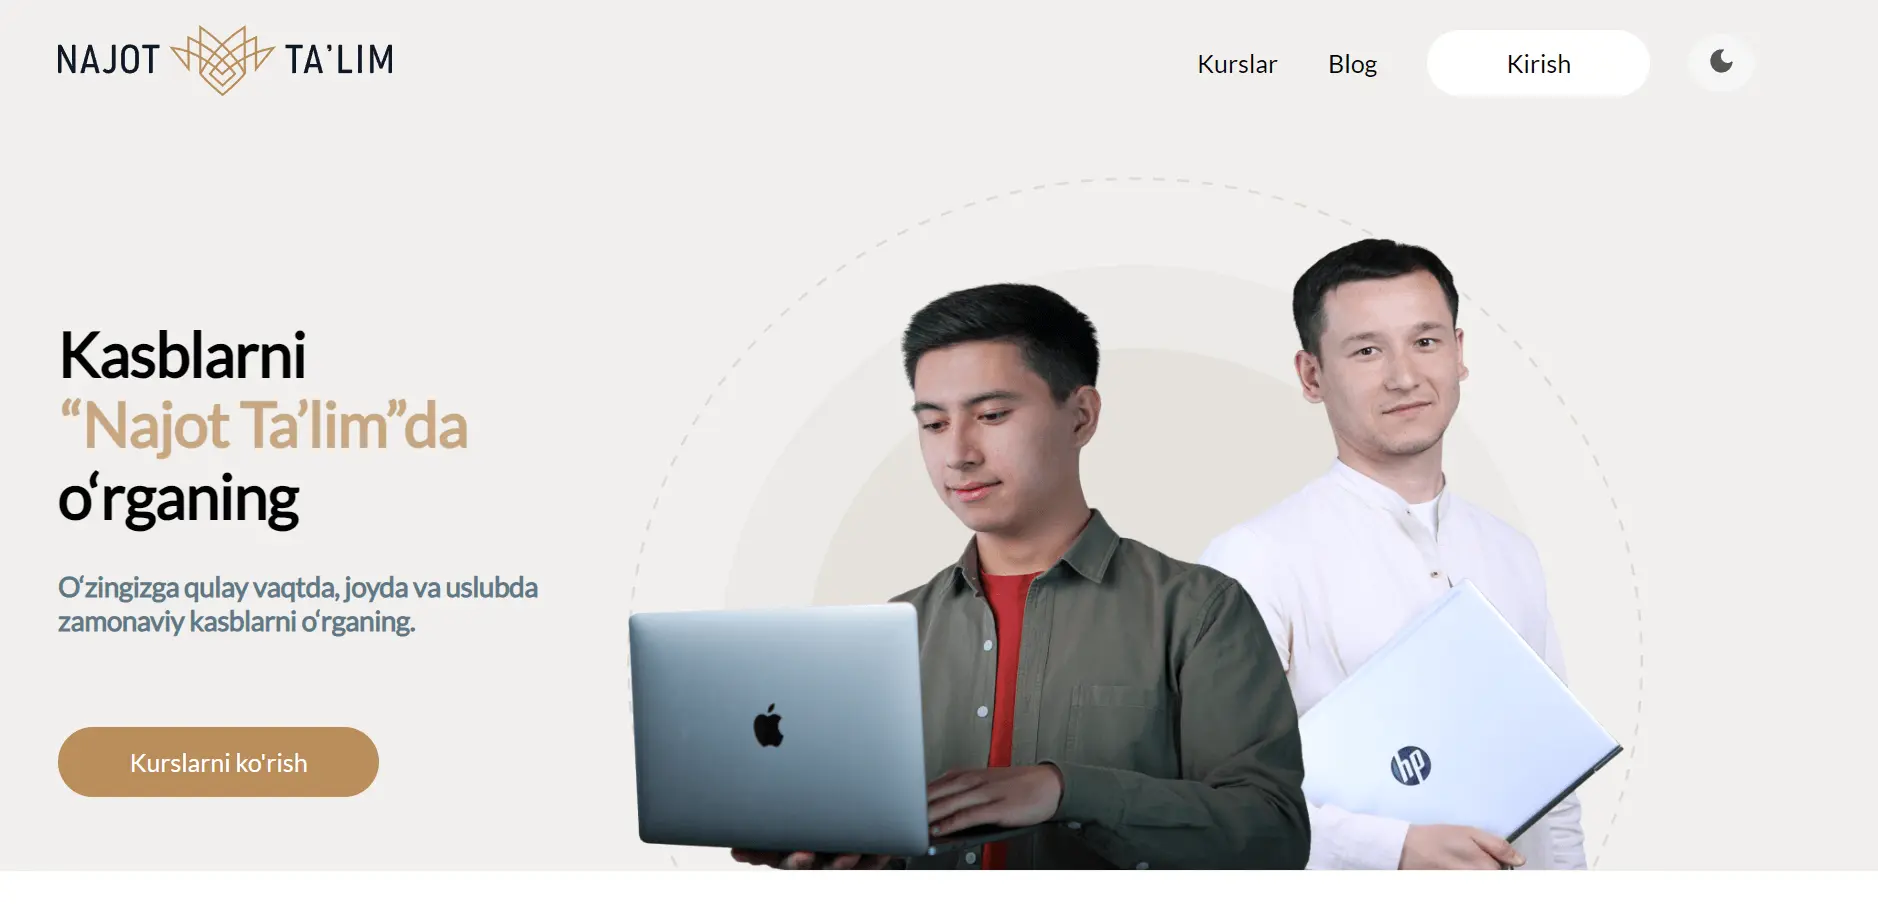 NAJOT TA’LIM
Kurslar
Blog
Kirish
Kasblarni
“Najot Ta’lim”da
o‘rganing
O‘zingizga qulay vaqtda, joyda va uslubda
zamonaviy kasblarni o‘rganing.
Kurslarni ko'rish
hp